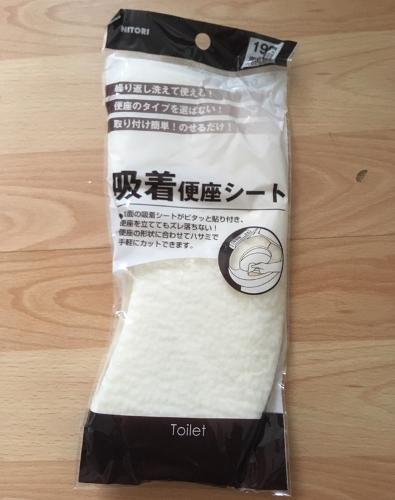 NITORI
199
繰り返し洗えて使える!
便座のタイプを選ばない!
取り付け簡単!のせるだけ!
吸着便座シート
裏面の吸着シートがピタッと貼り付き、
便座を立ててもズレ落ちない!
便座の形状に合わせてハサミで
手軽にカットできます。
Toilet